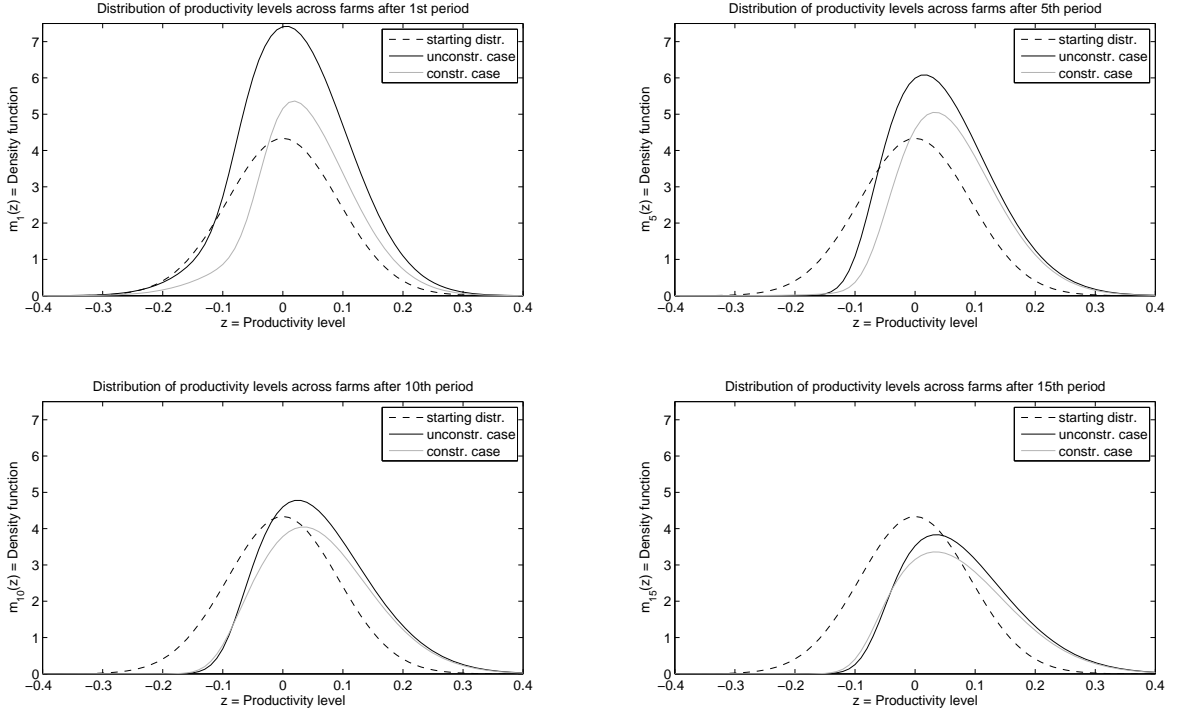 Distribution of productivity levels across farms after 1st period
7
6
5
4
3
2
1
0
−0.4 −0.3 −0.2 −0.1 0 0.1 0.2 0.3 0.4
m1(z) = Density function
z = Productivity level
starting distr.
unconstr. case
constr. case
Distribution of productivity levels across farms after 5th period
7
6
5
4
3
2
1
0
−0.4 −0.3 −0.2 −0.1 0 0.1 0.2 0.3 0.4
m5(z) = Density function
z = Productivity level
starting distr.
unconstr. case
constr. case
Distribution of productivity levels across farms after 10th period
7
6
5
4
3
2
1
0
−0.4 −0.3 −0.2 −0.1 0 0.1 0.2 0.3 0.4
m10(z) = Density function
z = Productivity level
starting distr.
unconstr. case
constr. case
Distribution of productivity levels across farms after 15th period
7
6
5
4
3
2
1
0
−0.4 −0.3 −0.2 −0.1 0 0.1 0.2 0.3 0.4
m15(z) = Density function
z = Productivity level
starting distr.
unconstr. case
constr. case